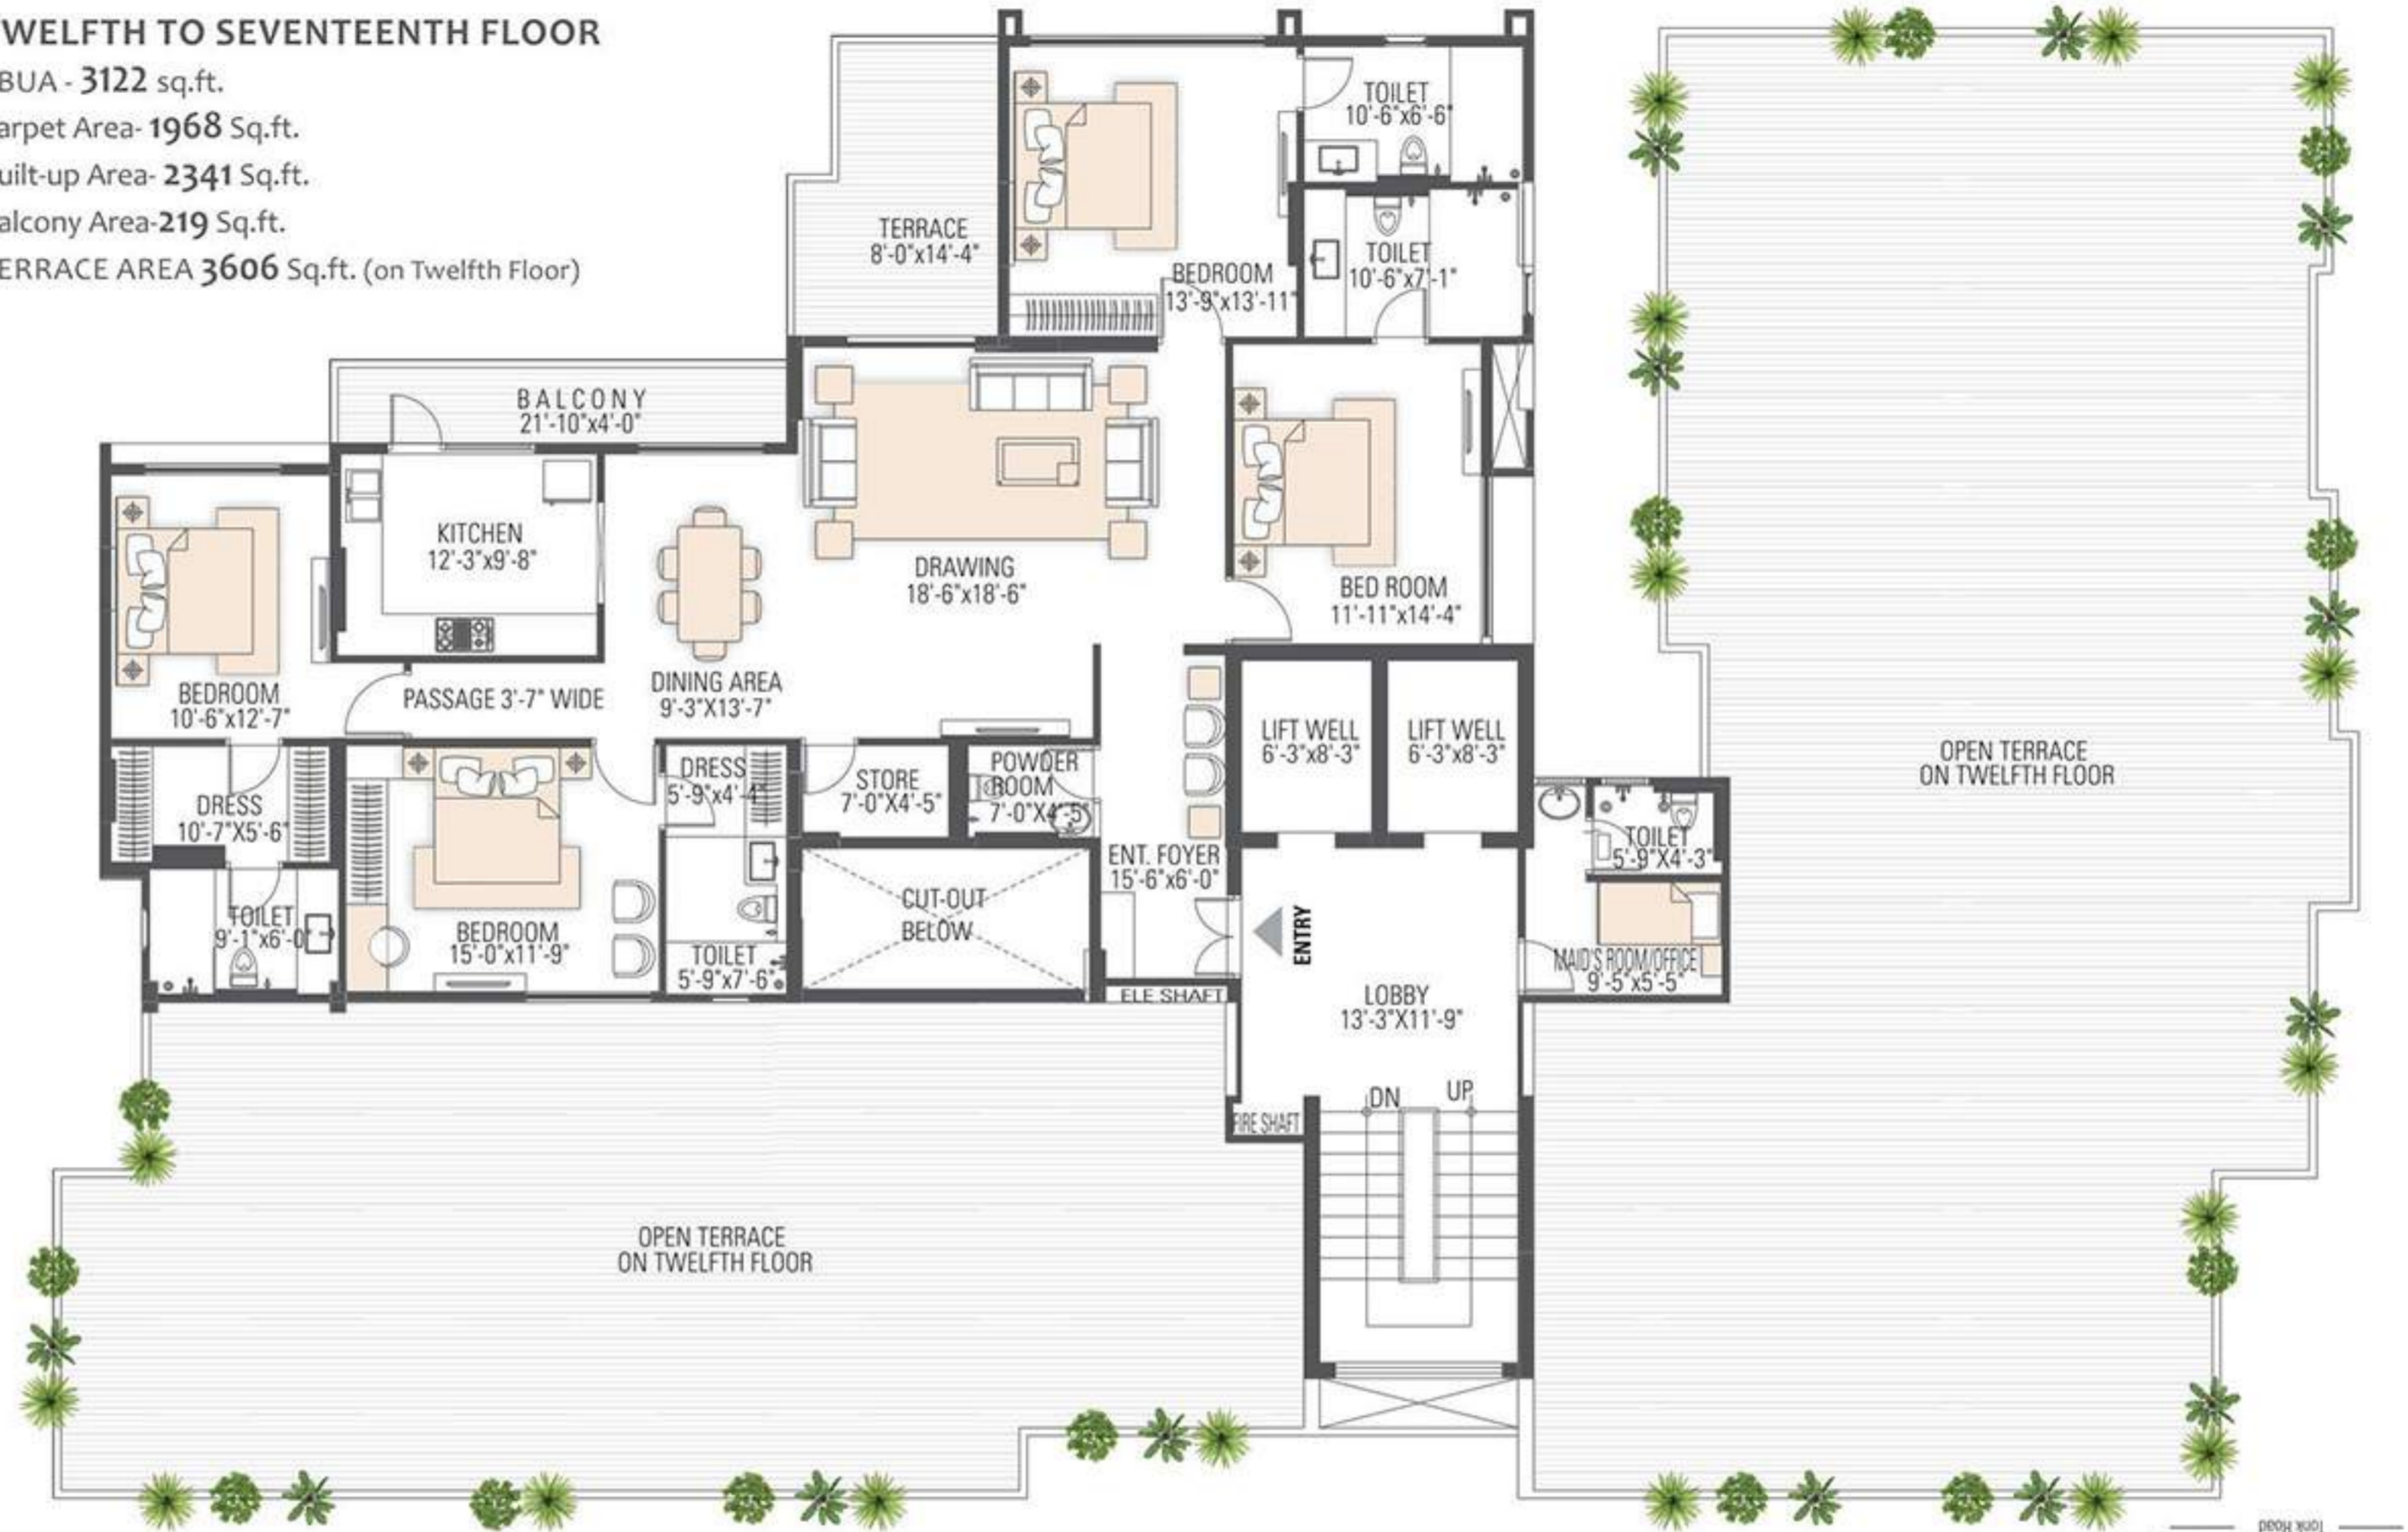 WELFTH TO SEVENTEENTH FLOOR
BUA - 3122 sq.ft.
arpet Area- 1968 Sq.ft.
uilt-up Area- 2341 Sq.ft.
alcony Area-219 Sq.ft.
ERRACE AREA 3606 Sq.ft. (on Twelfth Floor)
TOILET
10'-6"x6'-6"
TERRACE
8'-0"x14'-4"
BEDROOM
13'-9"x13'-11"
TOILET
10'-6"x7'-1"
BALCONY
21'-10"x4'-0"
KITCHEN
12'-3"x9'-8"
DRAWING
18'-6"x18'-6"
BED ROOM
11'-11"x14'-4"
BEDROOM
10'-6"x12'-7"
PASSAGE 3'-7" WIDE
DINING AREA
9'-3"X13'-7"
LIFT WELL
6'-3"x8'-3"
LIFT WELL
6'-3"x8'-3"
OPEN TERRACE
ON TWELFTH FLOOR
DRESS
10'-7"X5'-6"
DRESS
5'-9"x4'-4"
STORE
7'-0"X4'-5"
POWDER
ROOM
7'-0"X4'-5"
TOILET
5'-9"X4'-3"
ENT. FOYER
15'-6"x6'-0"
CUT-OUT
BELOW
ENTRY
TOILET
9'-1"x6'-0
BEDROOM
15'-0"x11'-9"
TOILET
5'-9"x7'-6"
MAID'S ROOM/OFFICE
9'-5"x5'-5"
ELE SHAFT
LOBBY
13'-3"X11'-9"
DN
UP
FIRE SHAFT
OPEN TERRACE
ON TWELFTH FLOOR
Tonk Road